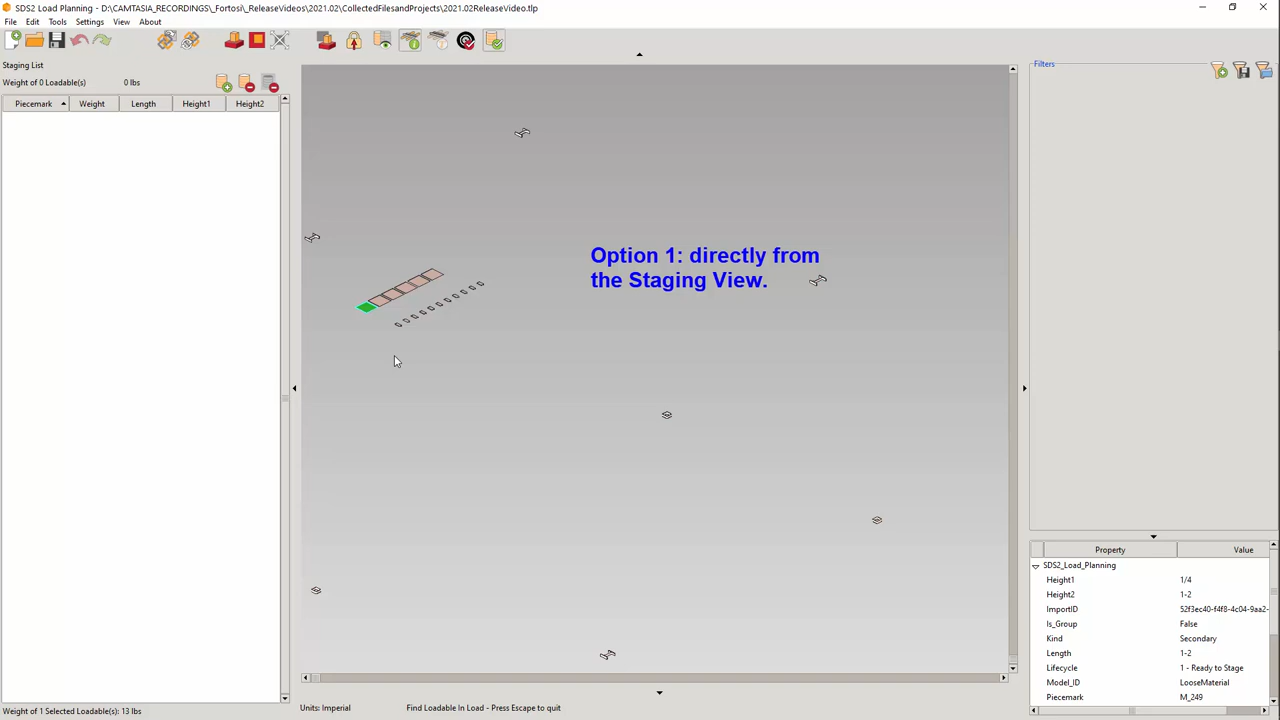 SDS2 Load Planning - D:\CAMTASIA_RECORDINGS\_Fortosi\_ReleaseVideos\2021.02\CollectedFilesandProjects\2021.02ReleaseVideo.tlp
File Edit Tools Settings View About
Staging List
Weight of 0 Loadable(s) 0 lbs
Piecemark Weight Length Height1 Height2
Option 1: directly from
the Staging View.
Filters
Property Value
SDS2_Load_Planning
Height1 1/4
Height2 1-2
ImportID 52f3ec40-f4f8-4c04-9aa2-
Is_Group False
Kind Secondary
Length 1-2
Lifecycle 1 - Ready to Stage
Model_ID LooseMaterial
Piecemark M_249
Weight of 1 Selected Loadable(s): 13 lbs
Units: Imperial Find Loadable In Load - Press Escape to quit